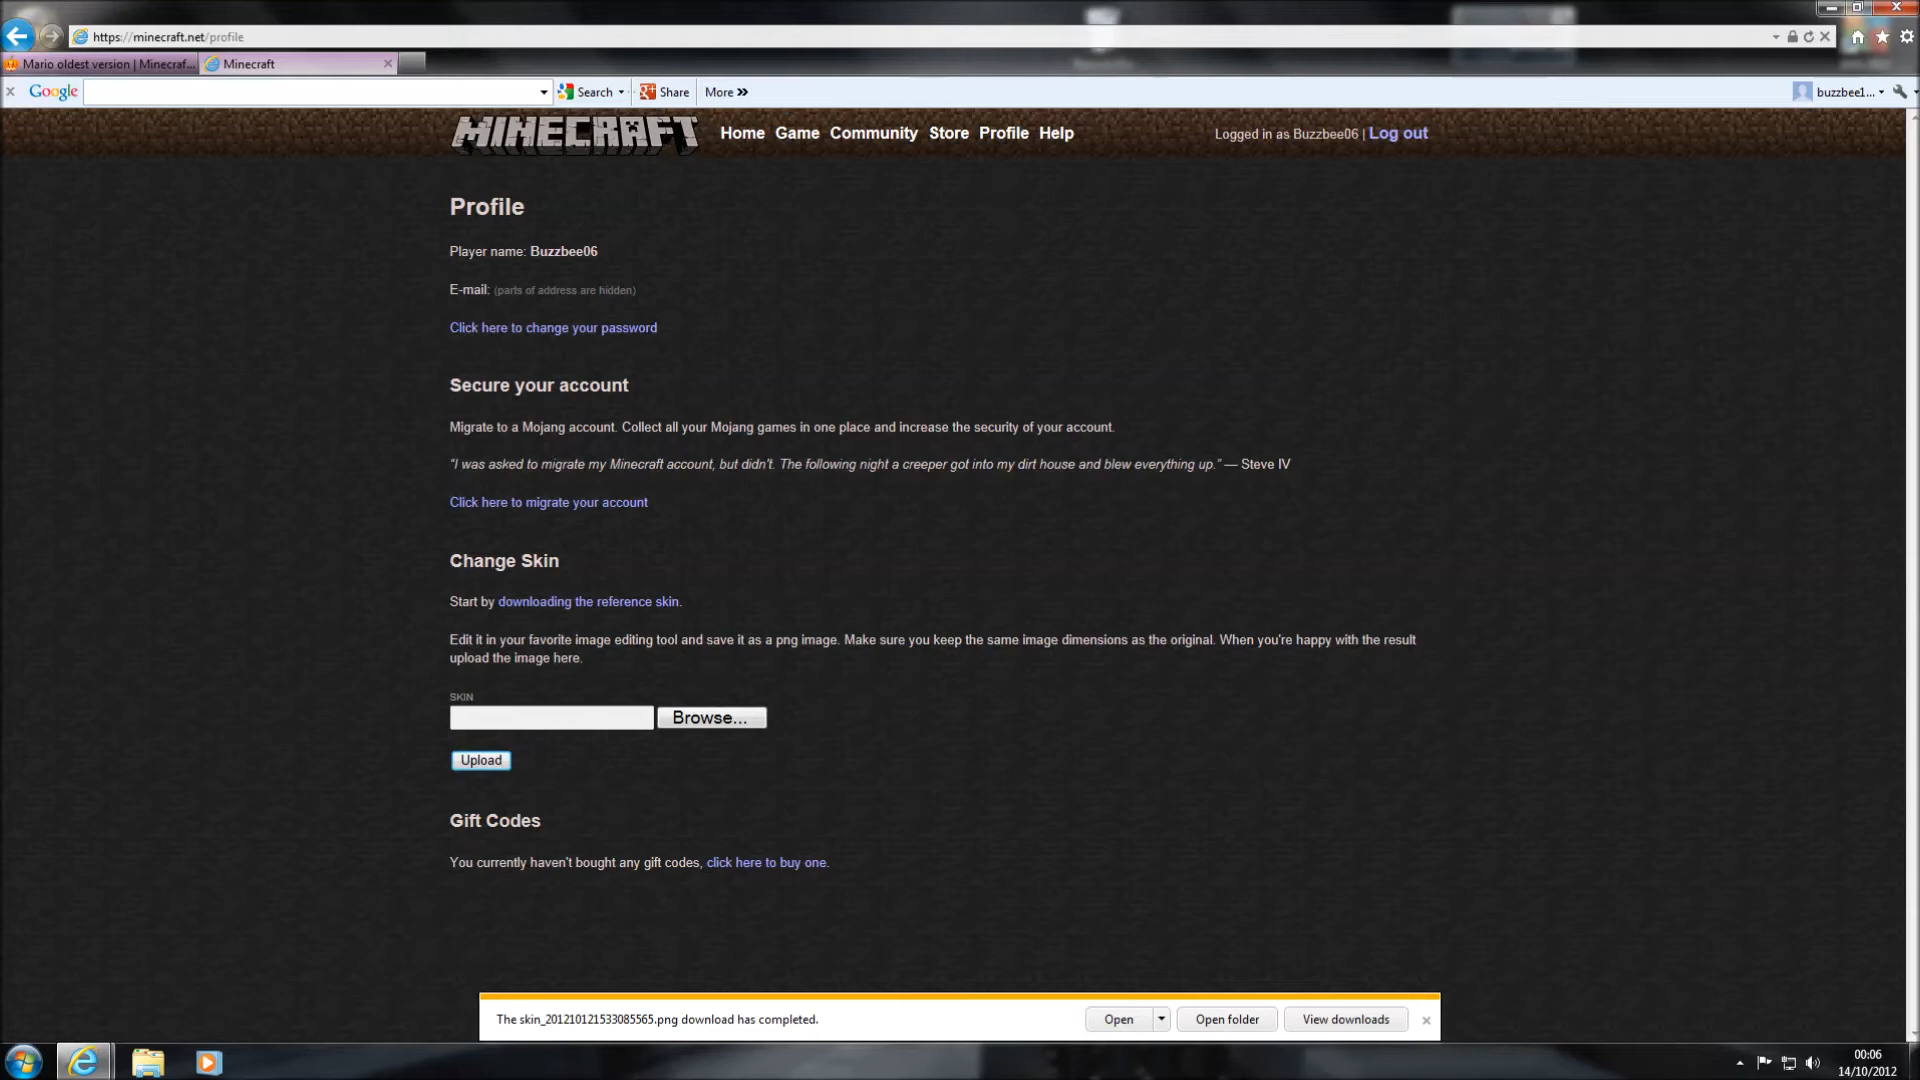 https://minecraft.net/profile
Mario oldest version | Minecraf...
Minecraft
Google
Search
Share
More »
buzzbee1...
MINECRAFT
Home Game Community Store Profile Help
Logged in as Buzzbee06 | Log out
Profile
Player name: Buzzbee06
E-mail: (parts of address are hidden)
Click here to change your password
Secure your account
Migrate to a Mojang account. Collect all your Mojang games in one place and increase the security of your account.
"I was asked to migrate my Minecraft account, but didn't. The following night a creeper got into my dirt house and blew everything up." — Steve IV
Click here to migrate your account
Change Skin
Start by downloading the reference skin.
Edit it in your favorite image editing tool and save it as a png image. Make sure you keep the same image dimensions as the original. When you're happy with the result
upload the image here.
SKIN
Browse...
Upload
Gift Codes
You currently haven't bought any gift codes, click here to buy one.
The skin_201210121533085565.png download has completed.
Open
Open folder
View downloads
00:06
14/10/2012